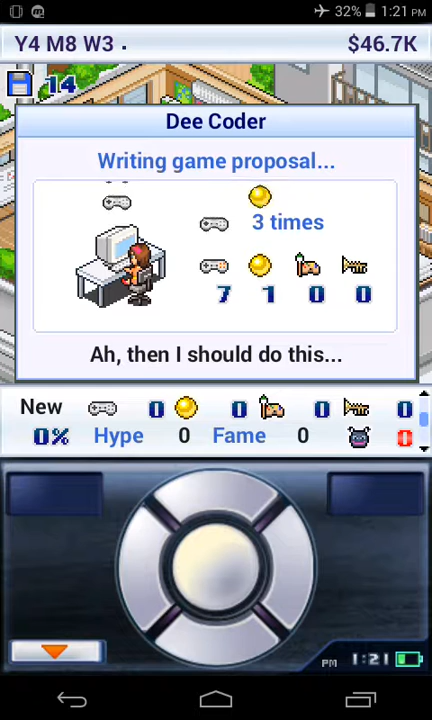 32% 1:21 PM
Y4 M8 W3 . $46.7K
14
Dee Coder
Writing game proposal...
3 times
7 1 0 0
Ah, then I should do this...
New 0 0 0 0
0% Hype 0 Fame 0 0
PM 1:21